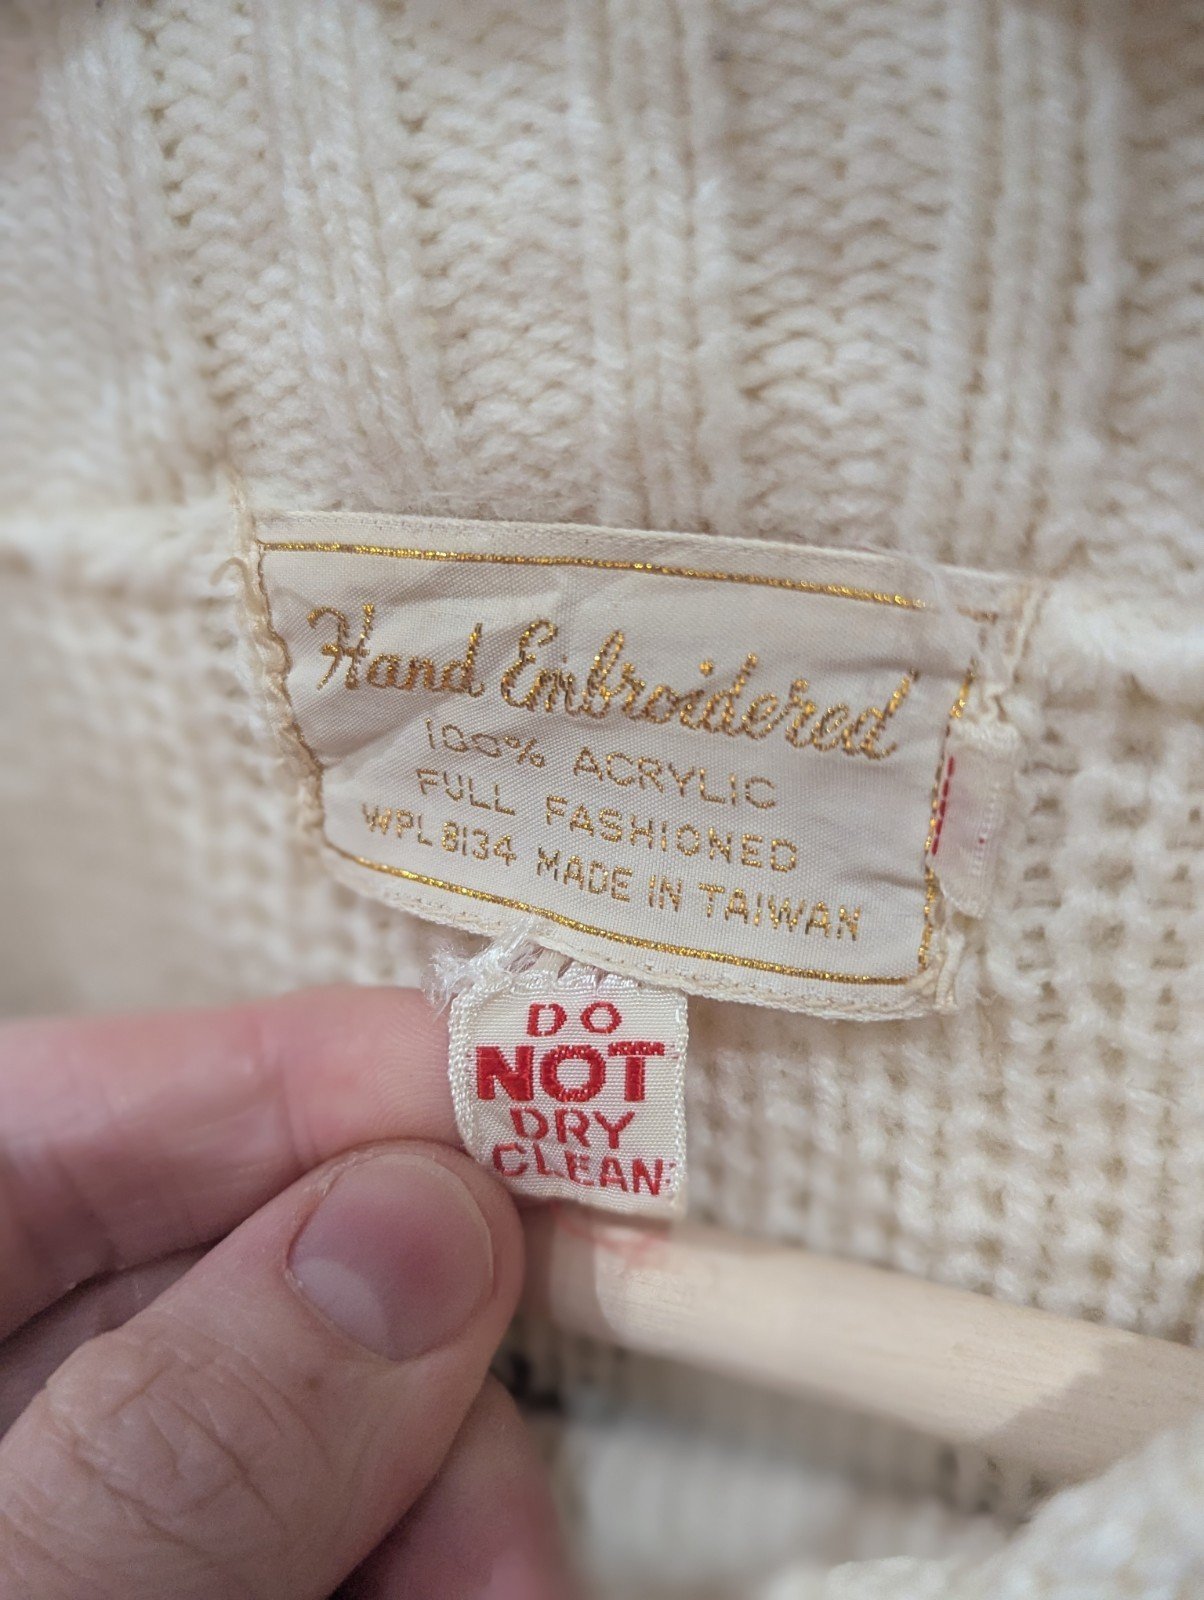 Hand Embroidered
100% ACRYLIC
FULL FASHIONED
WPL 8134 MADE IN TAIWAN
DO
NOT
DRY
CLEAN